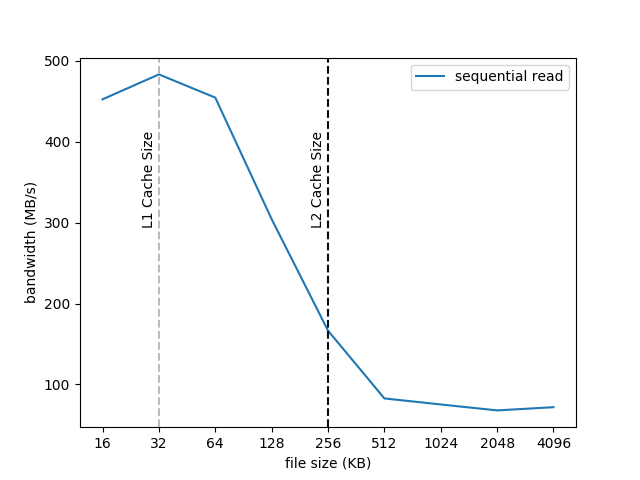 500
400
300
200
100
bandwidth (MB/s)
sequential read
L1 Cache Size
L2 Cache Size
16 32 64 128 256 512 1024 2048 4096
file size (KB)